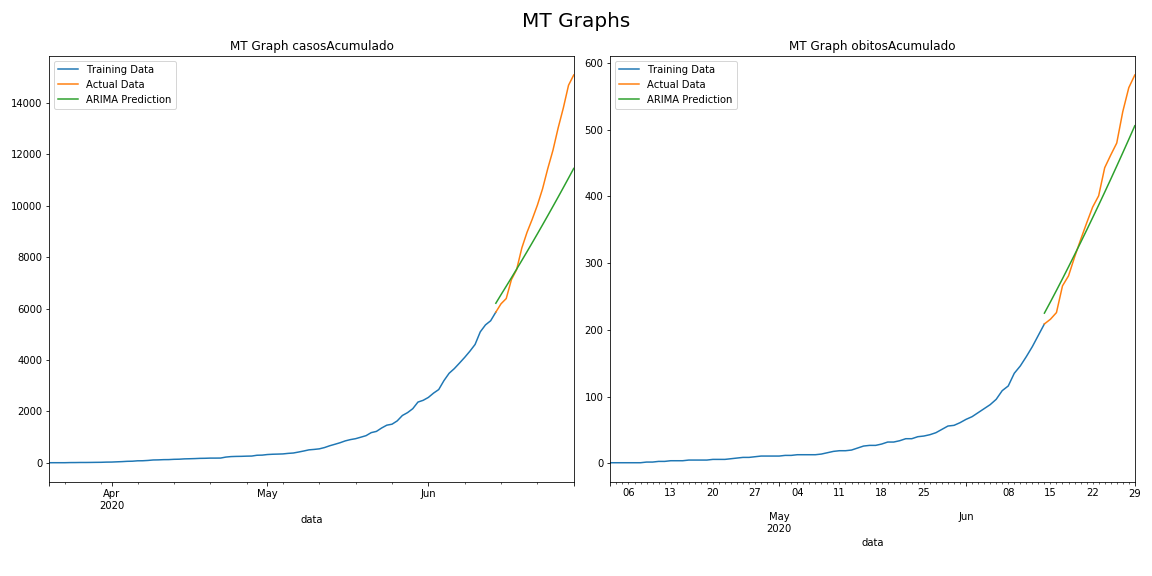 MT Graphs
MT Graph casosAcumulado
Training Data
Actual Data
ARIMA Prediction
14000
12000
10000
8000
6000
4000
2000
0
Apr
2020
May
Jun
data
MT Graph obitosAcumulado
Training Data
Actual Data
ARIMA Prediction
600
500
400
300
200
100
0
06 13 20 27 04 11 18 25 08 15 22 29
May
2020
Jun
data